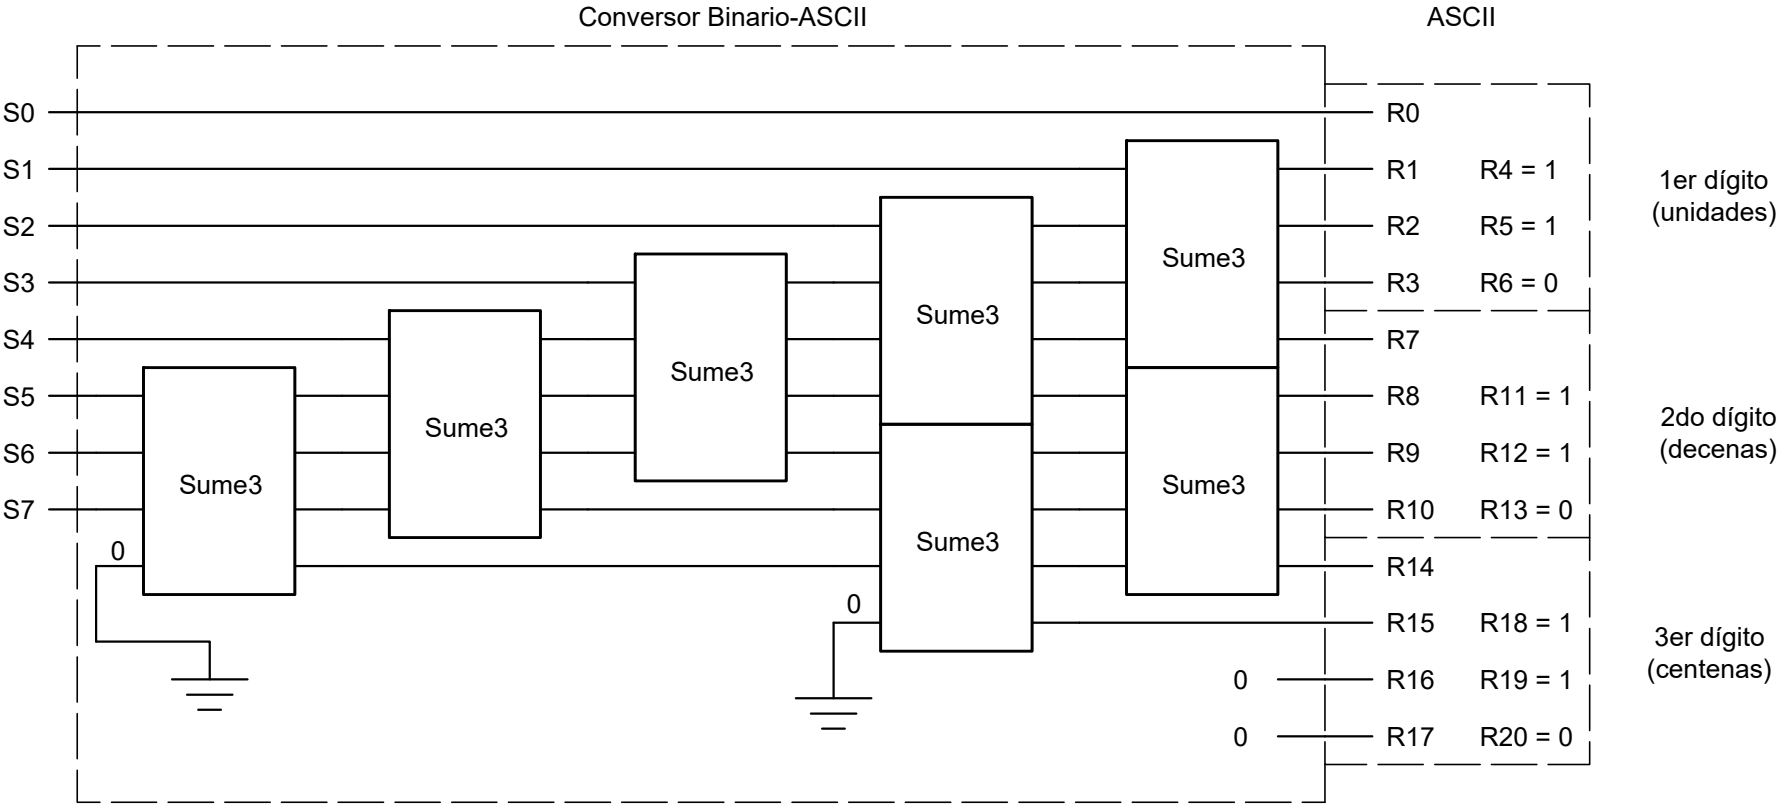 Conversor Binario-ASCII ASCII
S0 R0
S1 R1 R4 = 1
S2 R2 R5 = 1
S3 R3 R6 = 0
1er dígito
(unidades)
S4 R7
S5 R8 R11 = 1
S6 R9 R12 = 1
S7 R10 R13 = 0
2do dígito
(decenas)
0 R14
0 R15 R18 = 1
0 R16 R19 = 1
0 R17 R20 = 0
3er dígito
(centenas)
Sume3
Sume3
Sume3
Sume3
Sume3
Sume3
Sume3